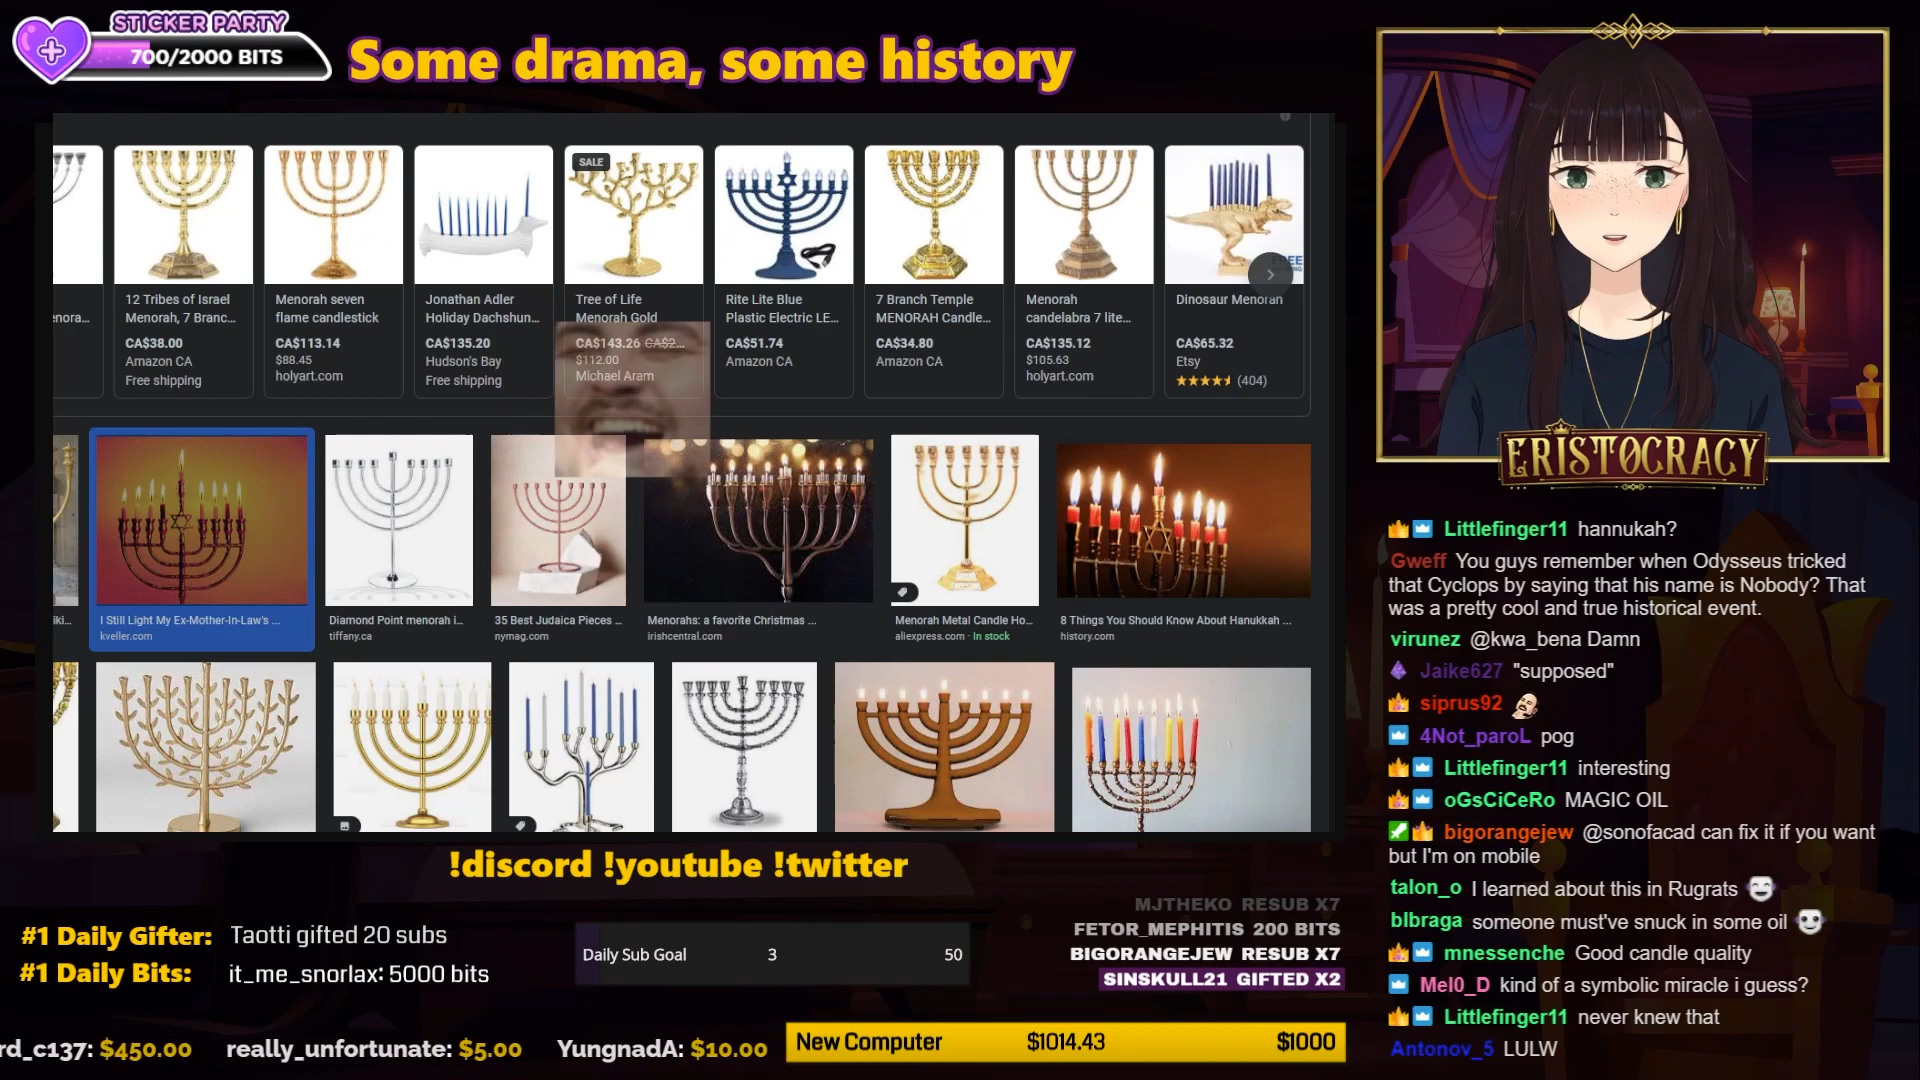 STICKER PARTY
700/2000 BITS
Some drama, some history
SALE
enora...
12 Tribes of Israel
Menorah, 7 Branc...
CA$38.00
Amazon CA
Free shipping
Menorah seven
flame candlestick
CA$113.14
$88.45
holyart.com
Jonathan Adler
Holiday Dachshun...
CA$135.20
Hudson's Bay
Free shipping
Tree of Life
Menorah Gold
CA$143.26 CA$2...
$112.00
Michael Aram
Rite Lite Blue
Plastic Electric LE...
CA$51.74
Amazon CA
7 Branch Temple
MENORAH Candle...
CA$34.80
Amazon CA
Menorah
candelabra 7 lite...
CA$135.12
$105.63
holyart.com
FREE
Dinosaur Menorah
CA$65.32
Etsy
(404)
iki...
I Still Light My Ex-Mother-In-Law's ...
kveller.com
Diamond Point menorah i...
tiffany.ca
35 Best Judaica Pieces ...
nymag.com
Menorahs: a favorite Christmas ...
irishcentral.com
Menorah Metal Candle Ho...
aliexpress.com · In stock
8 Things You Should Know About Hanukkah ...
history.com
!discord !youtube !twitter
#1 Daily Gifter: Taotti gifted 20 subs
#1 Daily Bits: it_me_snorlax: 5000 bits
Daily Sub Goal 3 50
MJTHEKO RESUB X7
FETOR_MEPHITIS 200 BITS
BIGORANGEJEW RESUB X7
SINSKULL21 GIFTED X2
rd_c137: $450.00 really_unfortunate: $5.00 YungnadA: $10.00
New Computer $1014.43 $1000
ERISTOCRACY
Littlefinger11 hannukah?
Gweff You guys remember when Odysseus tricked
that Cyclops by saying that his name is Nobody? That
was a pretty cool and true historical event.
virunez @kwa_bena Damn
Jaike627 "supposed"
siprus92
4Not_paroL pog
Littlefinger11 interesting
oGsCiCeRo MAGIC OIL
bigorangejew @sonofacad can fix it if you want
but I'm on mobile
talon_o I learned about this in Rugrats
blbraga someone must've snuck in some oil
mnessenche Good candle quality
Mel0_D kind of a symbolic miracle i guess?
Littlefinger11 never knew that
Antonov_5 LULW